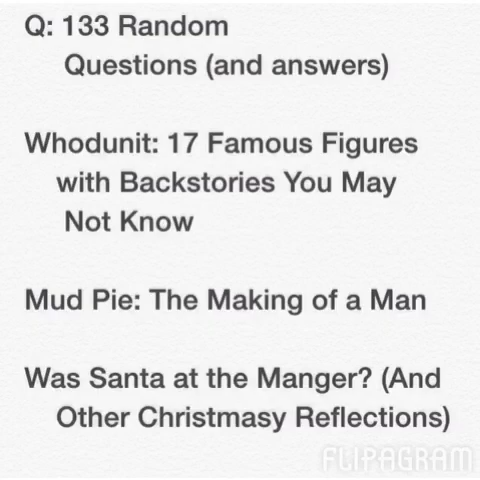 Q: 133 Random
Questions (and answers)
Whodunit: 17 Famous Figures
with Backstories You May
Not Know
Mud Pie: The Making of a Man
Was Santa at the Manger? (And
Other Christmasy Reflections)
FLIPAGRAM